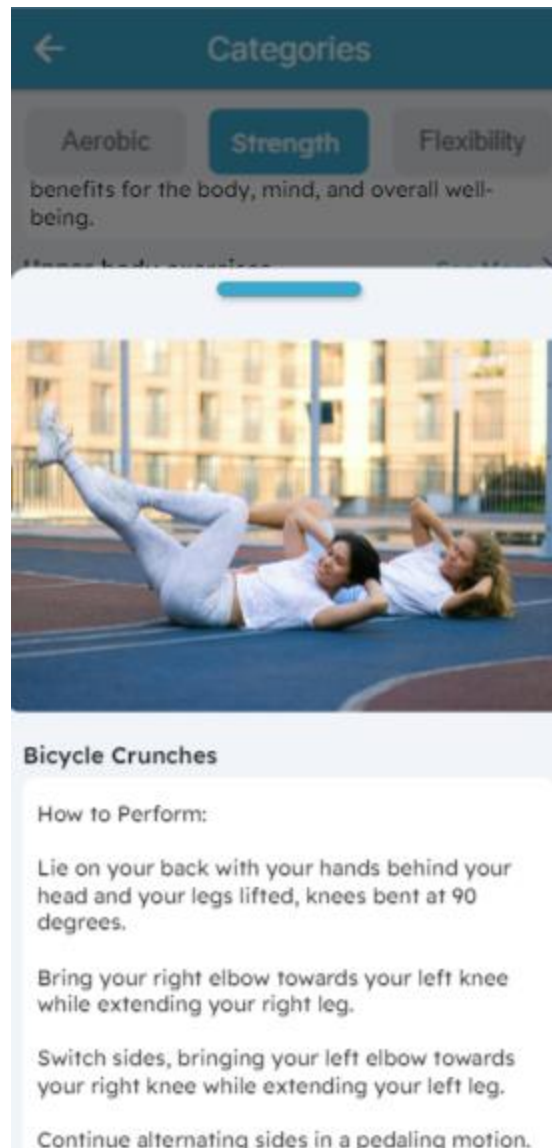 Categories
Aerobic
Strength
Flexibility
benefits for the body, mind, and overall well-
being.
Bicycle Crunches
How to Perform:
Lie on your back with your hands behind your
head and your legs lifted, knees bent at 90
degrees.
Bring your right elbow towards your left knee
while extending your right leg.
Switch sides, bringing your left elbow towards
your right knee while extending your left leg.
Continue alternating sides in a pedaling motion.